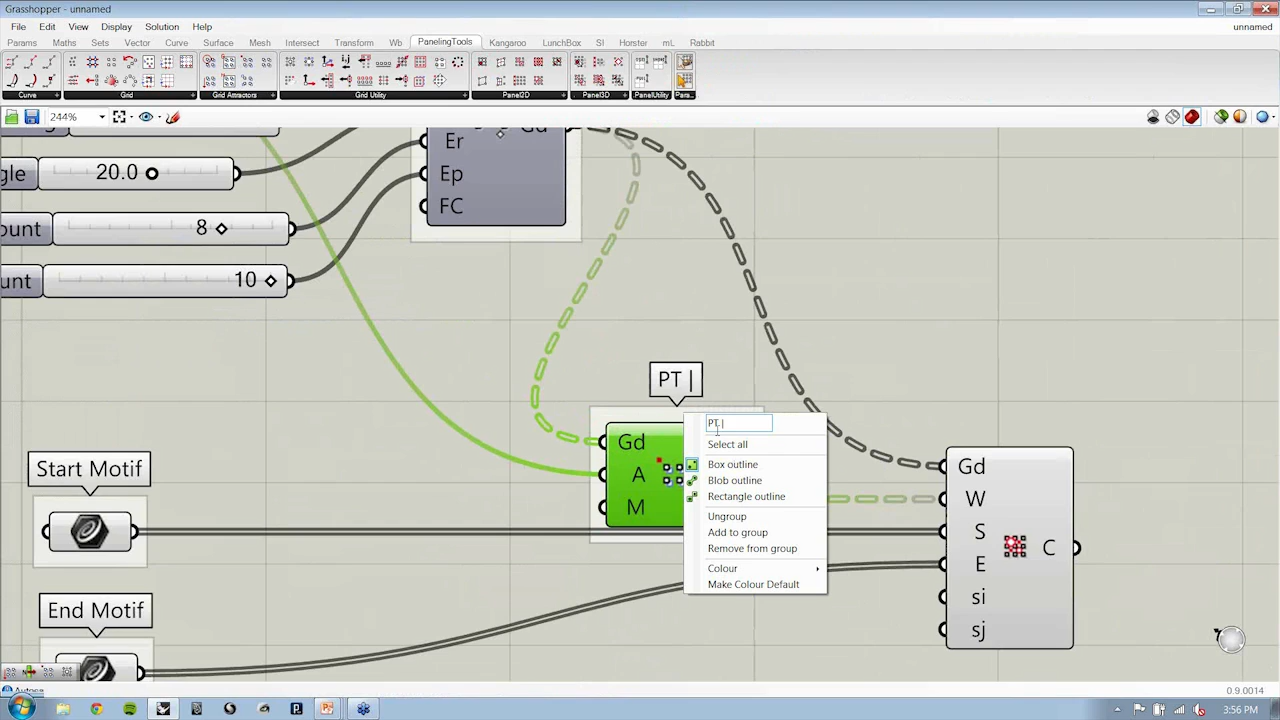 Grasshopper - unnamed
File Edit View Display Solution Help
unnamed
Params Maths Sets Vector Curve Surface Mesh Intersect Transform Wb PanelingTools Kangaroo LunchBox SI Horster mL Rabbit
Curve + Grid + Grid Attractors + Grid Utility + Panel2D + Panel3D + PanelUtility Para...
244%
Er
Ep
FC
Gd
gle 20.0
ount 8
unt 10
PT |
Gd
A
M
PT |
Select all
Box outline
Blob outline
Rectangle outline
Ungroup
Add to group
Remove from group
Colour
Make Colour Default
Start Motif
End Motif
Gd
W
S
E
si
sj
C
0.9.0014
3:56 PM